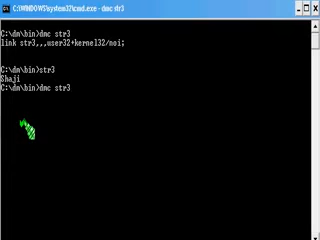 C:\WINDOWS\system32\cmd.exe - dmc str3
C:\dm\bin>dmc str3
link str3,,,user32+kernel32/noi;
C:\dm\bin>str3
Shaji
C:\dm\bin>dmc str3